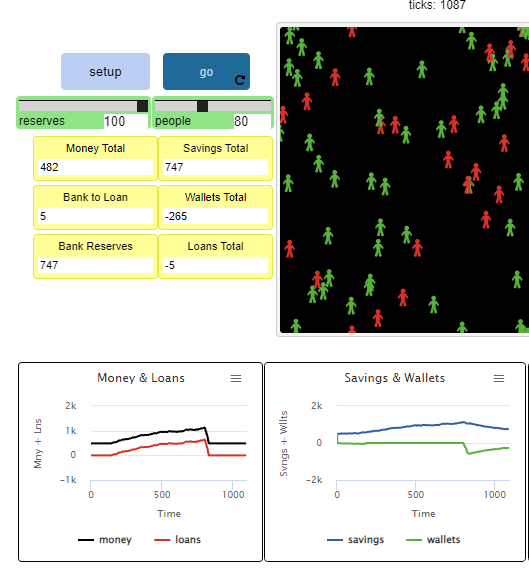 ticks: 1087
setup
go
reserves 100
people 80
Money Total
482
Savings Total
747
Bank to Loan
5
Wallets Total
-265
Bank Reserves
747
Loans Total
-5
Money & Loans
Mny + Lns
2k
1k
0
-1k
0
500
1000
Time
money
loans
Savings & Wallets
Svngs + Wllts
2k
0
-2k
0
500
1000
Time
savings
wallets